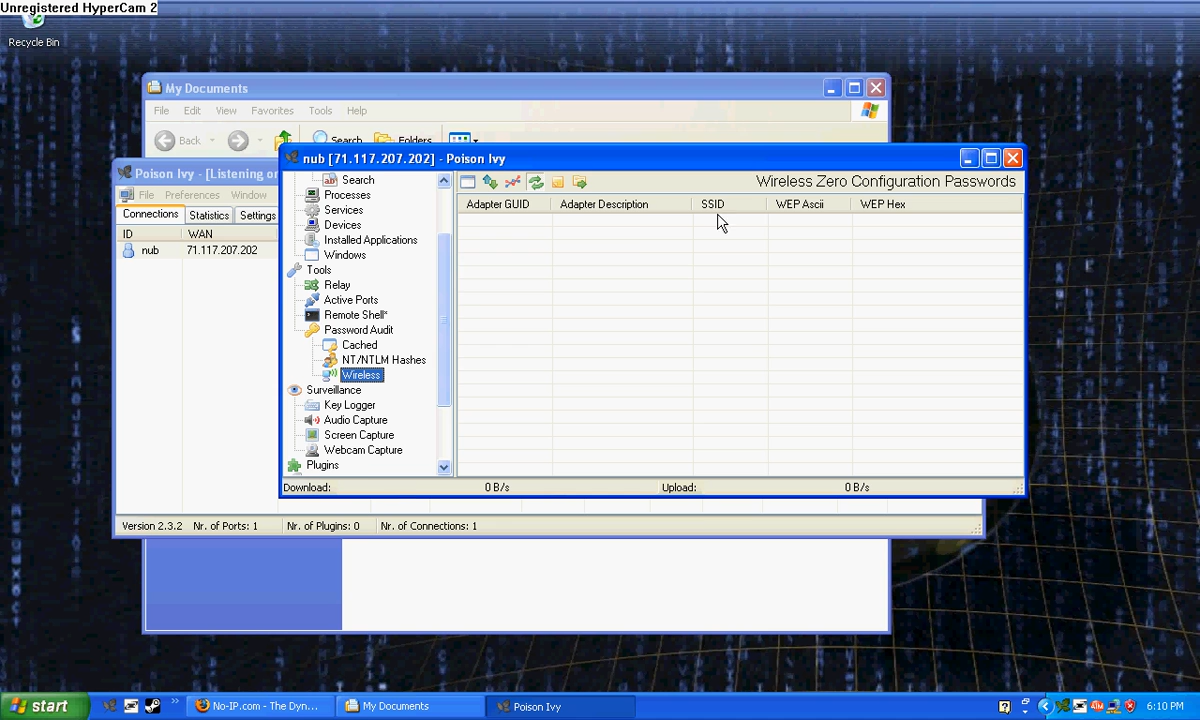 Unregistered HyperCam 2
Recycle Bin
My Documents
File Edit View Favorites Tools Help
Back Search Folders
Poison Ivy - [Listening on
File Preferences Window
Connections Statistics Settings
ID WAN
nub 71.117.207.202
nub [71.117.207.202] - Poison Ivy
Search
Processes
Services
Devices
Installed Applications
Windows
Tools
Relay
Active Ports
Remote Shell*
Password Audit
Cached
NT/NTLM Hashes
Wireless
Surveillance
Key Logger
Audio Capture
Screen Capture
Webcam Capture
Plugins
Wireless Zero Configuration Passwords
Adapter GUID Adapter Description SSID WEP Ascii WEP Hex
Download: 0 B/s Upload: 0 B/s
Version 2.3.2 Nr. of Ports: 1 Nr. of Plugins: 0 Nr. of Connections: 1
start No-IP.com - The Dyn... My Documents Poison Ivy 6:10 PM